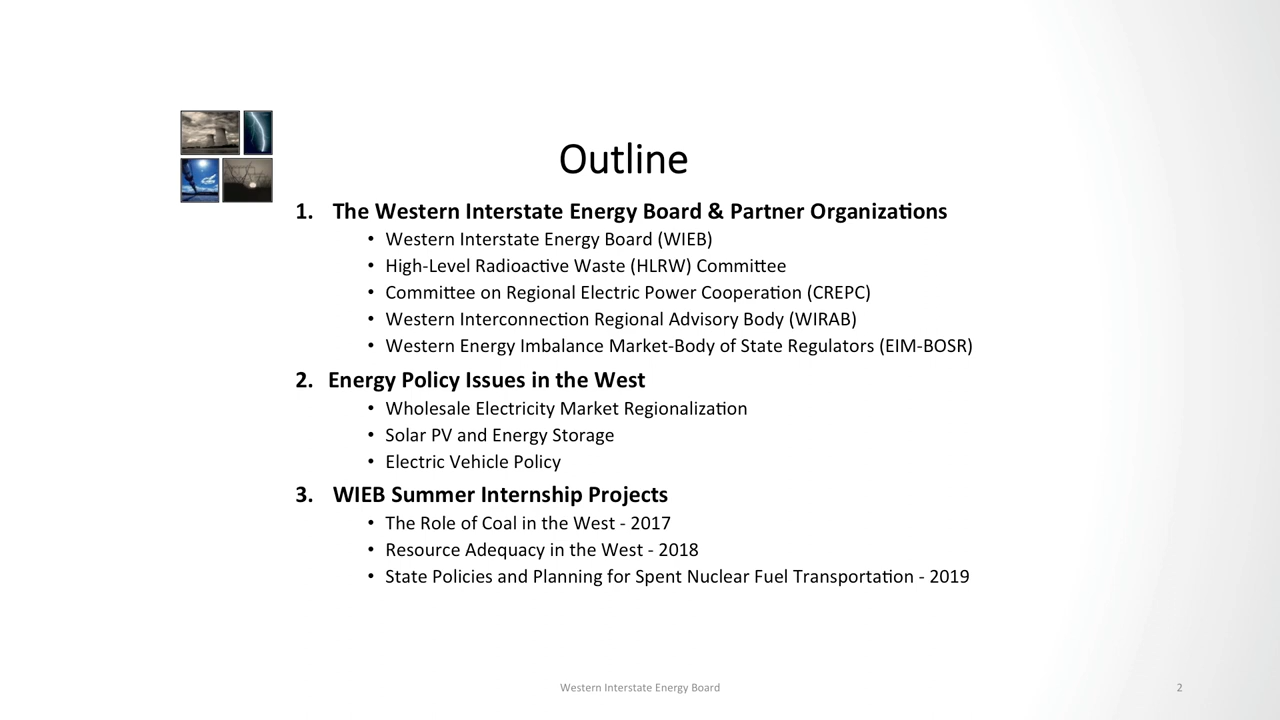 Outline
1. The Western Interstate Energy Board & Partner Organizations
• Western Interstate Energy Board (WIEB)
• High-Level Radioactive Waste (HLRW) Committee
• Committee on Regional Electric Power Cooperation (CREPC)
• Western Interconnection Regional Advisory Body (WIRAB)
• Western Energy Imbalance Market-Body of State Regulators (EIM-BOSR)
2. Energy Policy Issues in the West
• Wholesale Electricity Market Regionalization
• Solar PV and Energy Storage
• Electric Vehicle Policy
3. WIEB Summer Internship Projects
• The Role of Coal in the West - 2017
• Resource Adequacy in the West - 2018
• State Policies and Planning for Spent Nuclear Fuel Transportation - 2019
Western Interstate Energy Board
2